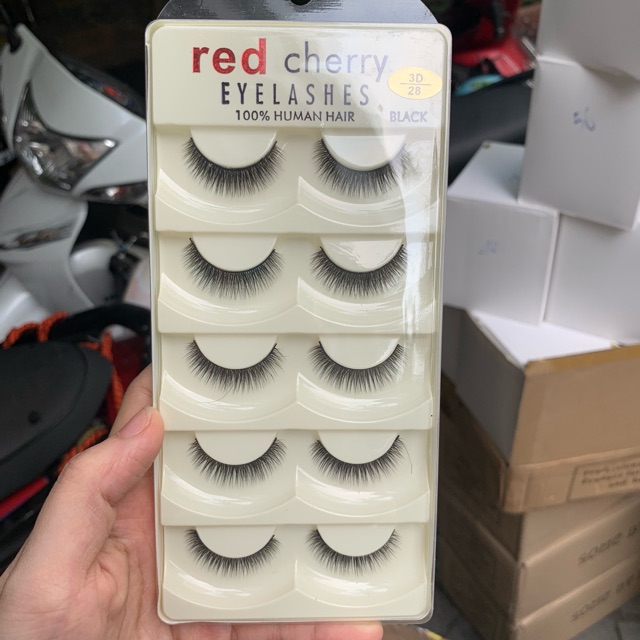 red cherry
3D
28
EYELASHES
100% HUMAN HAIR
BLACK